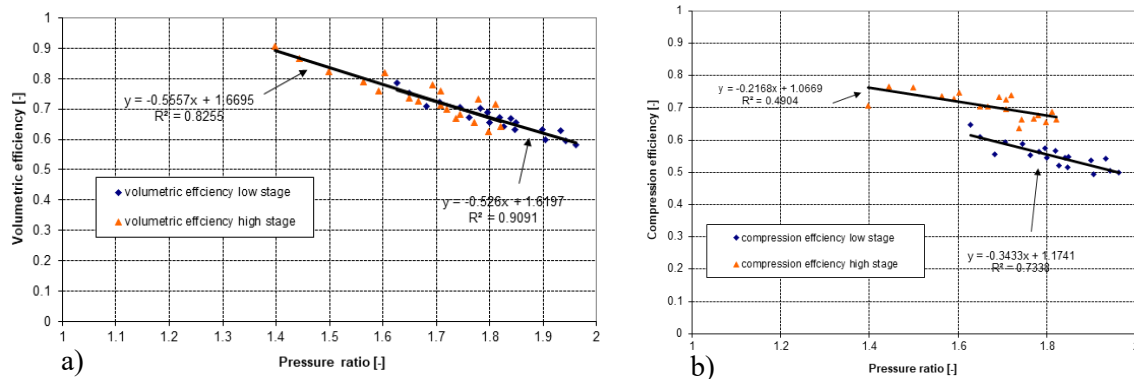 1
0.9
0.8
0.7
0.6
0.5
0.4
0.3
0.2
0.1
0
Volumetric efficiency [-]
y = -0.5557x + 1.6695
R² = 0.8255
volumetric effciency low stage
volumetric effciency high stage
y = -0.526x + 1.6197
R² = 0.9091
1 1.1 1.2 1.3 1.4 1.5 1.6 1.7 1.8 1.9 2
a) Pressure ratio [-]
1
0.9
0.8
0.7
0.6
0.5
0.4
0.3
0.2
0.1
0
Compression efficiency [-]
y = -0.2168x + 1.0669
R² = 0.4904
compression effciency low stage
compression effciency high stage
y = -0.3433x + 1.1741
R² = 0.7338
1 1.2 1.4 1.6 1.8
b) Pressure ratio [-]